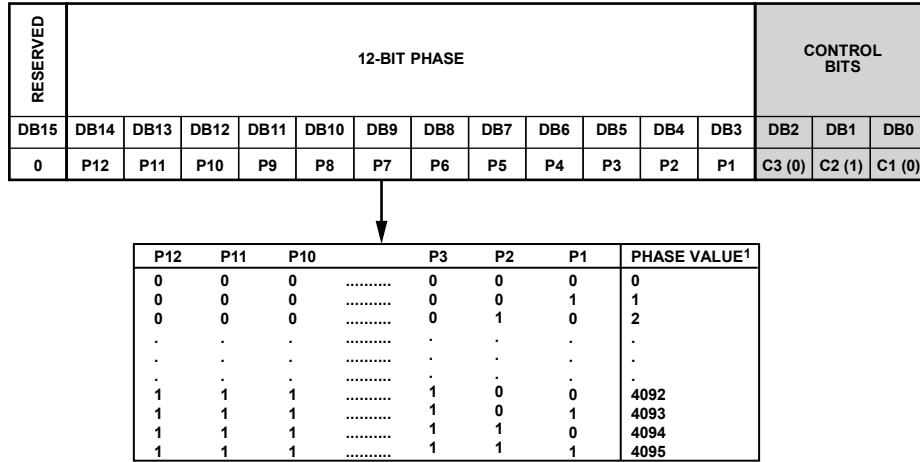 RESERVED
12-BIT PHASE
CONTROL
BITS
DB15 DB14 DB13 DB12 DB11 DB10 DB9 DB8 DB7 DB6 DB5 DB4 DB3 DB2 DB1 DB0
0 P12 P11 P10 P9 P8 P7 P6 P5 P4 P3 P2 P1 C3 (0) C2 (1) C1 (0)
P12 P11 P10 P3 P2 P1 PHASE VALUE1
0 0 0 .......... 0 0 0 0
0 0 0 .......... 0 0 1 1
0 0 0 .......... 0 1 0 2
. . . .......... . . . .
. . . .......... . . . .
. . . .......... . . . .
1 1 1 .......... 1 0 0 4092
1 1 1 .......... 1 0 1 4093
1 1 1 .......... 1 1 0 4094
1 1 1 .......... 1 1 1 4095